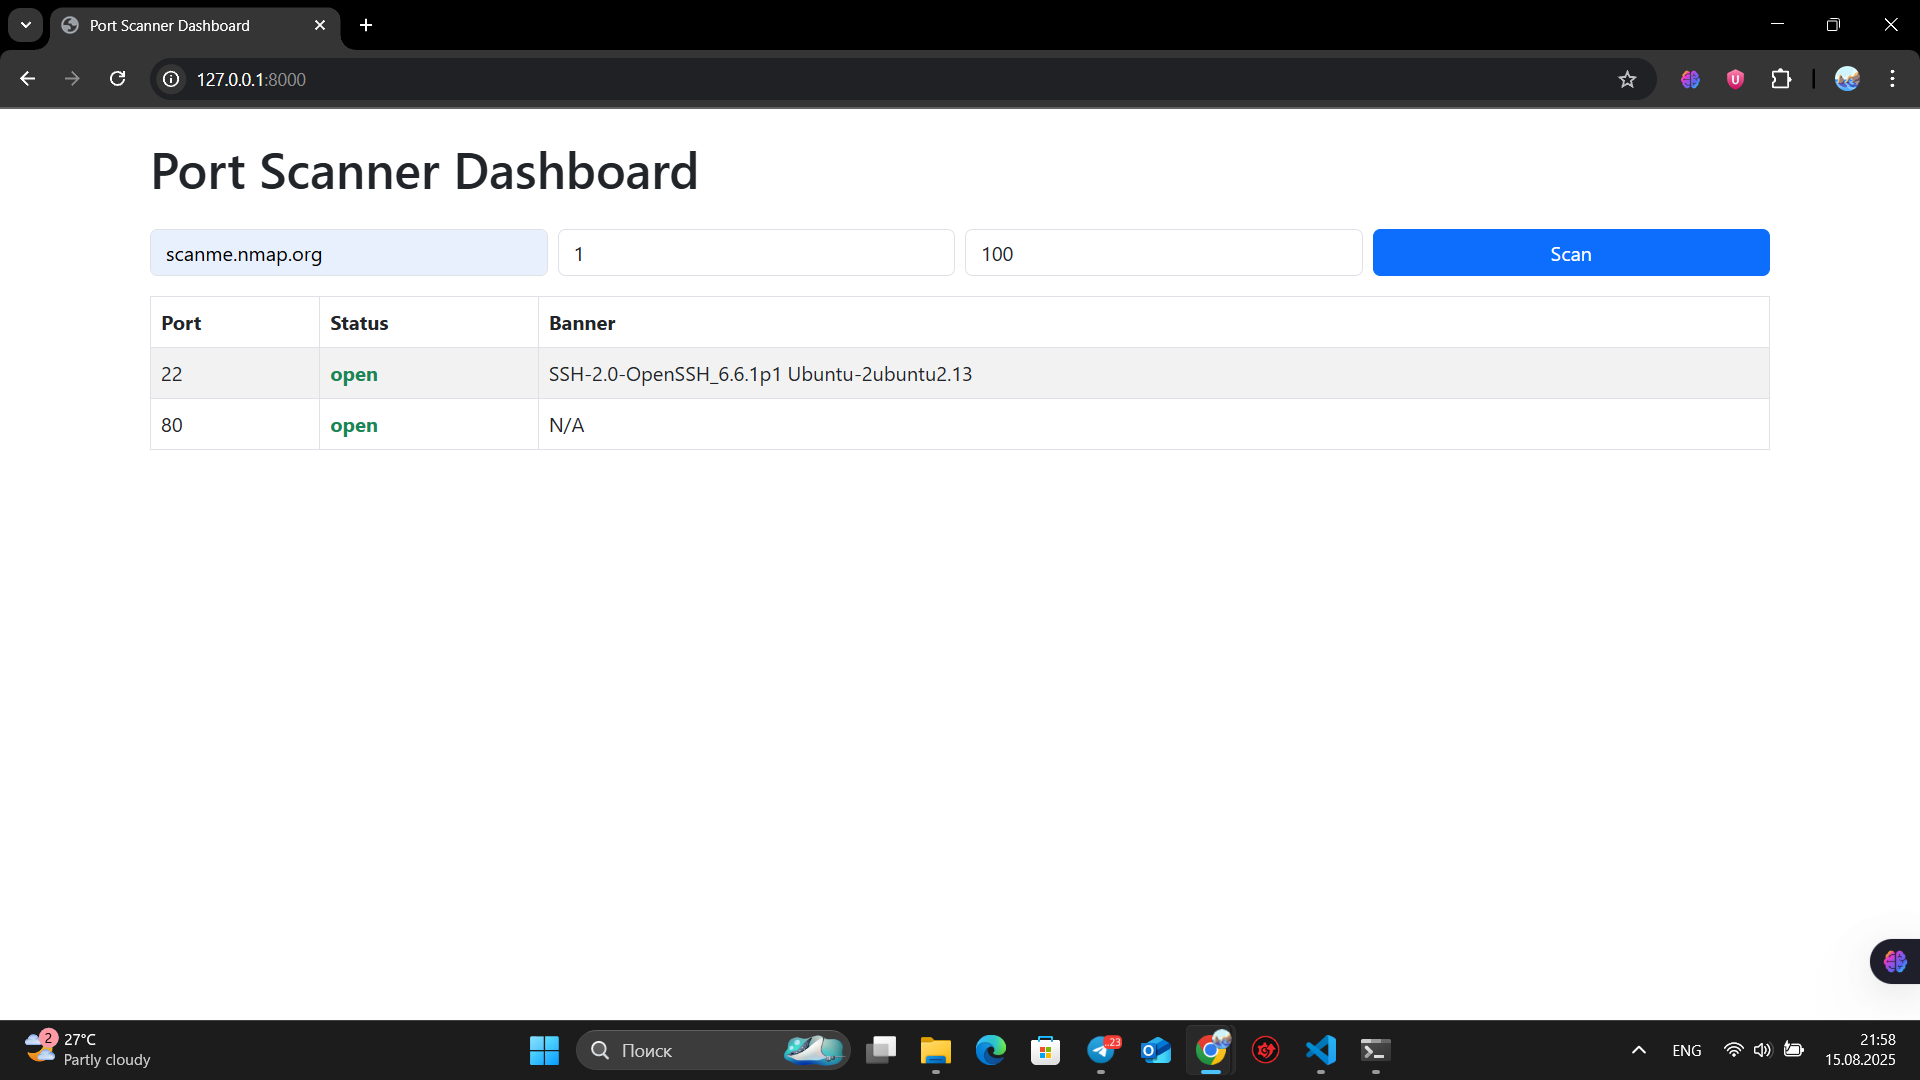 Port Scanner Dashboard
127.0.0.1:8000
Port Scanner Dashboard
scanme.nmap.org 1 100 Scan
Port Status Banner
22 open SSH-2.0-OpenSSH_6.6.1p1 Ubuntu-2ubuntu2.13
80 open N/A
2 27°C
Partly cloudy
Поиск
..23
ENG
21:58
15.08.2025